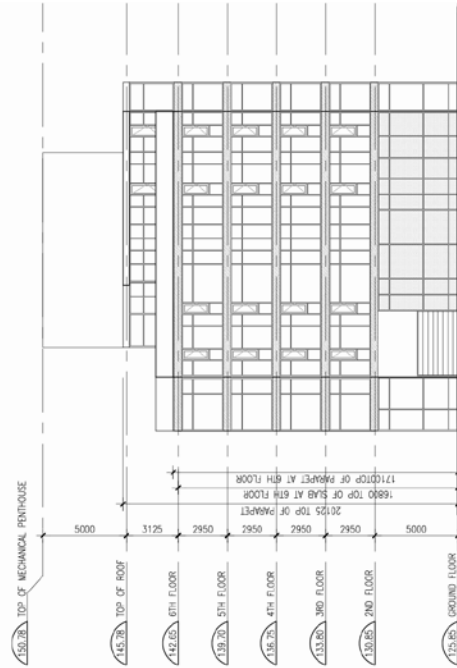 150.78 TOP OF MECHANICAL PENTHOUSE
145.78 TOP OF ROOF
142.65 6TH FLOOR
139.70 5TH FLOOR
136.75 4TH FLOOR
133.80 3RD FLOOR
130.85 2ND FLOOR
125.85 GROUND FLOOR
5000
3125
2950
2950
2950
2950
5000
20125 TOP OF PARAPET
16800 TOP OF SLAB AT 6TH FLOOR
17100 TOP OF PARAPET AT 6TH FLOOR